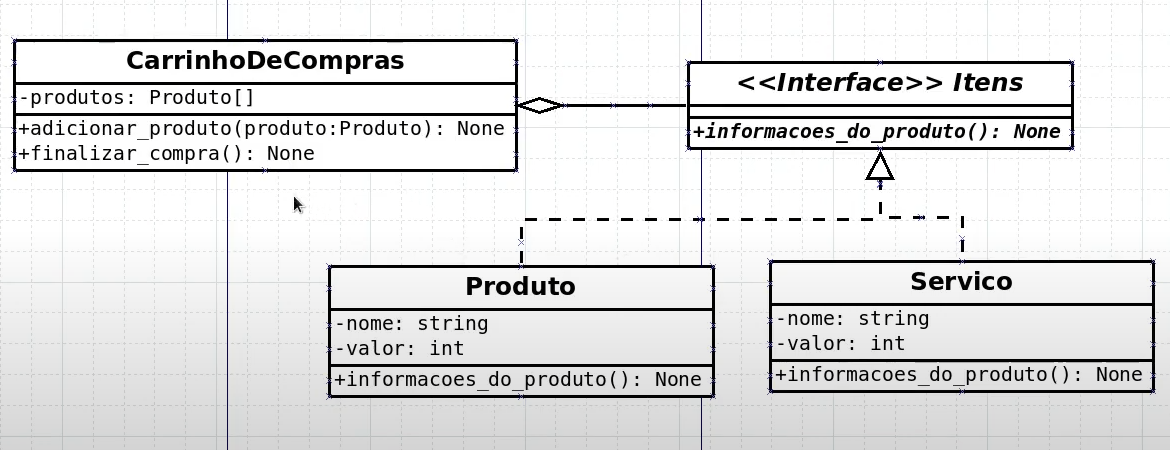 CarrinhoDeCompras
-produtos: Produto[]
+adicionar_produto(produto:Produto): None
+finalizar_compra(): None
<<Interface>> Itens
+informacoes_do_produto(): None
Produto
-nome: string
-valor: int
+informacoes_do_produto(): None
Servico
-nome: string
-valor: int
+informacoes_do_produto(): None